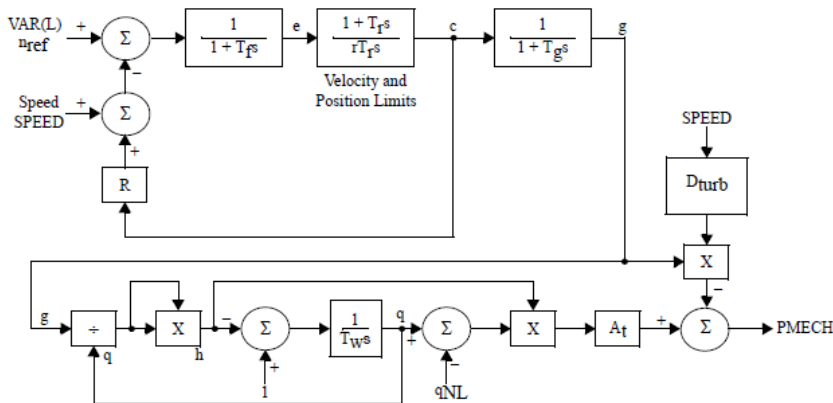 VAR(L)
nref
+
Σ
1
1 + Tfs
e
1 + Trs
rTrs
c
1
1 + Tgs
g
−
Velocity and
Position Limits
Speed
SPEED
+
Σ
+
R
SPEED
Dturb
X
−
g
÷
q
X
h
−
Σ
+
1
1
Tws
q
+
Σ
−
qNL
X
At
+
Σ
PMECH